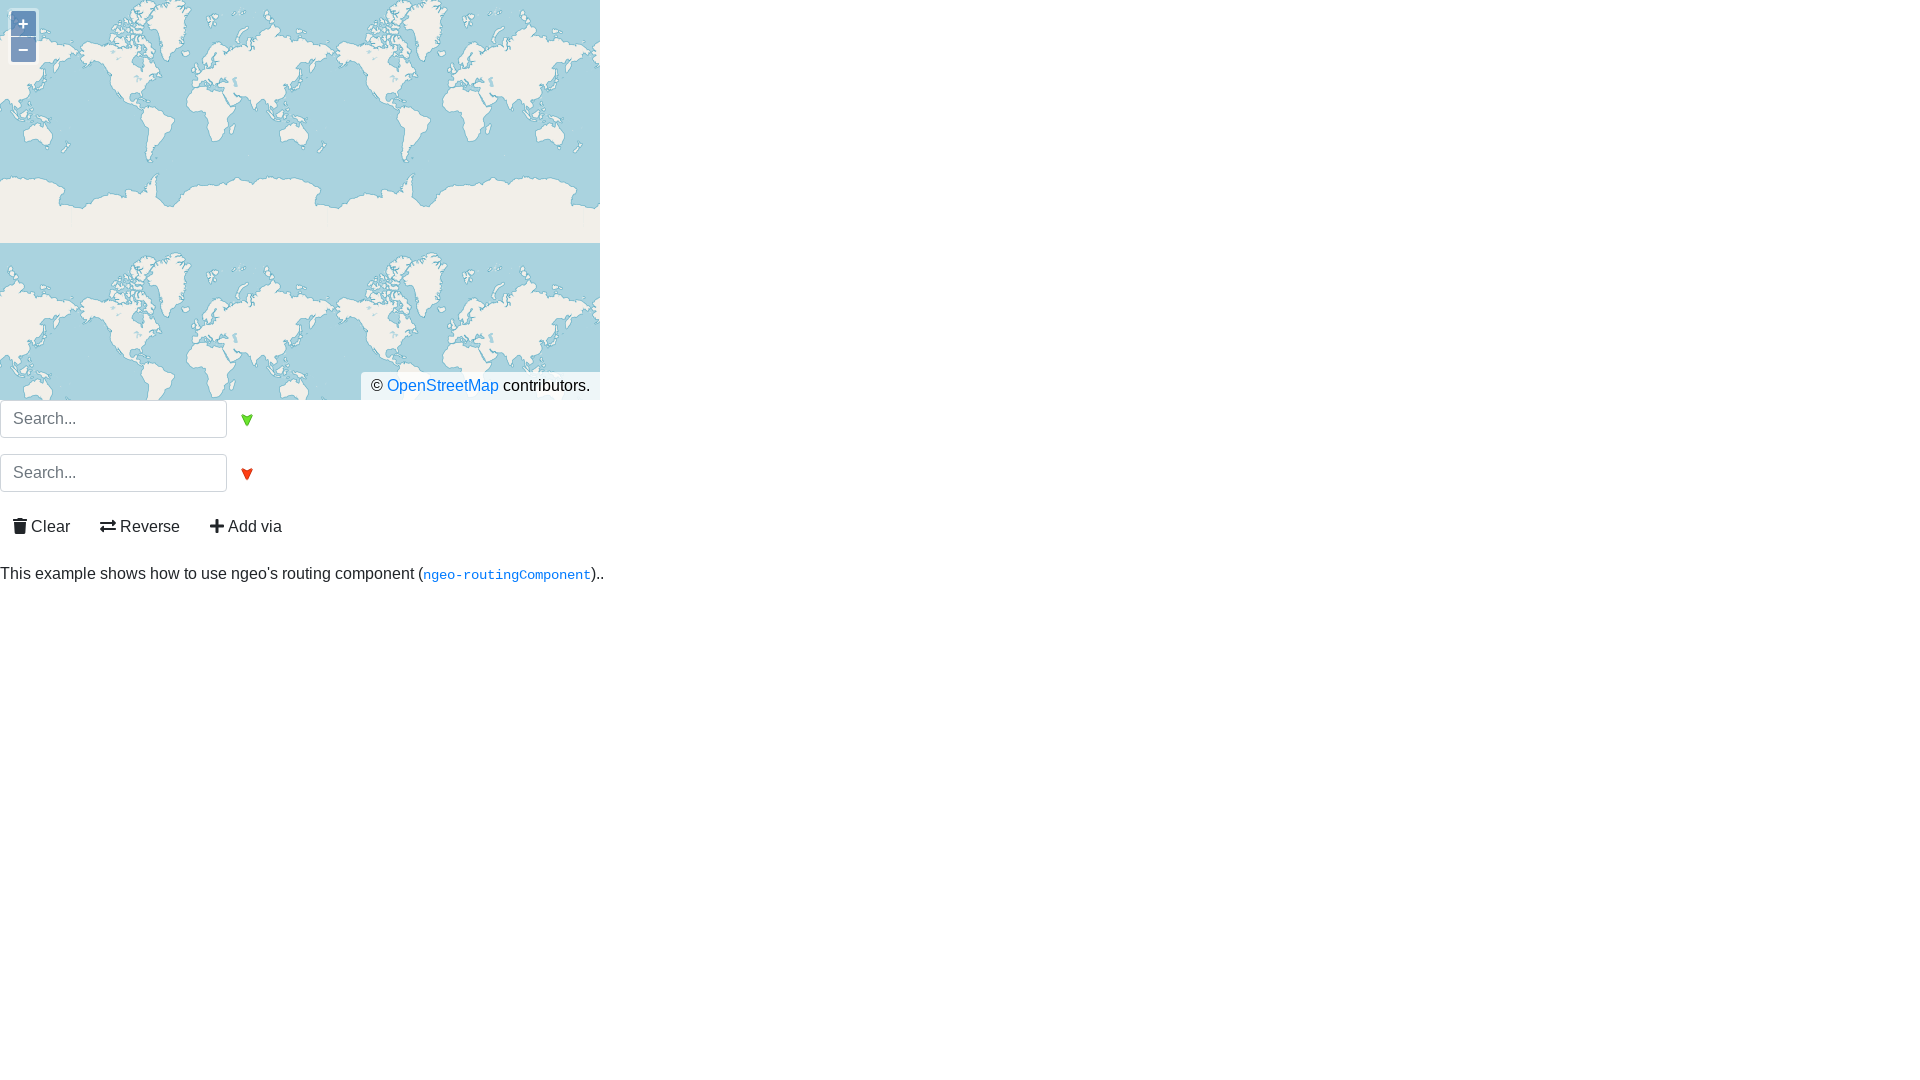 +
−
© OpenStreetMap contributors.
Search...
Search...
Clear Reverse Add via
This example shows how to use ngeo's routing component (ngeo-routingComponent)..